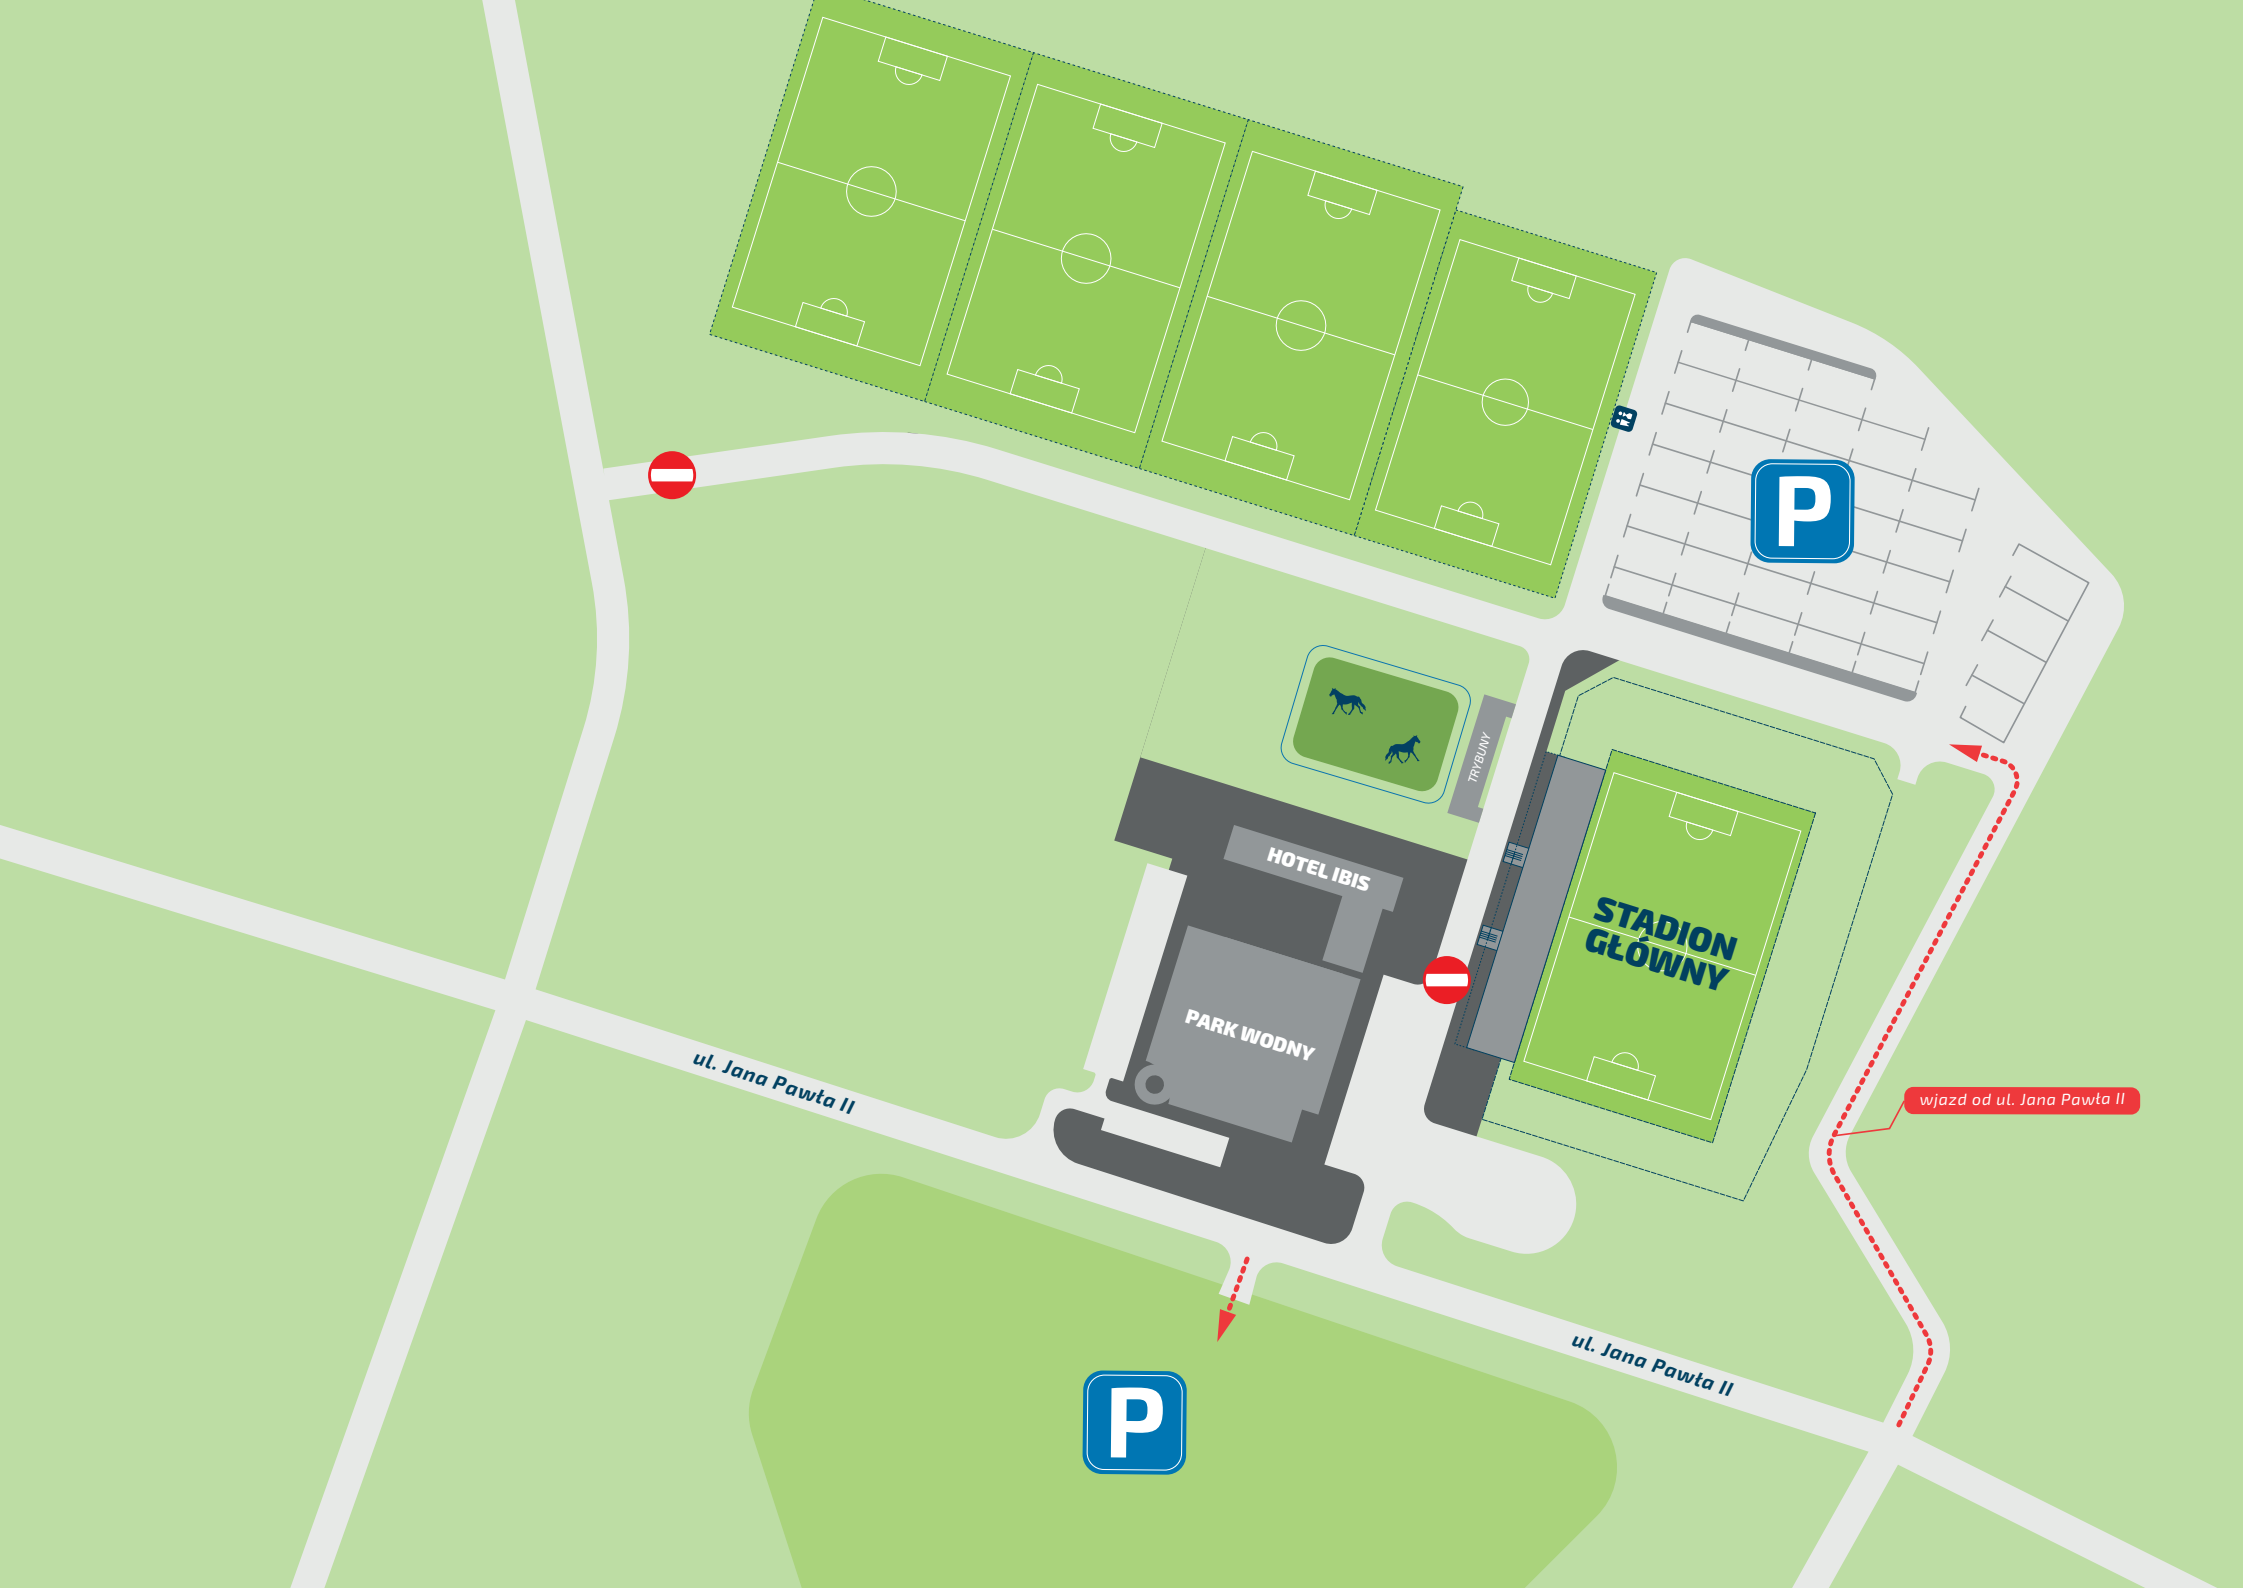 P
TRYBUNY
HOTEL IBIS
STADION
GŁÓWNY
PARK WODNY
ul. Jana Pawła II
wjazd od ul. Jana Pawła II
ul. Jana Pawła II
P